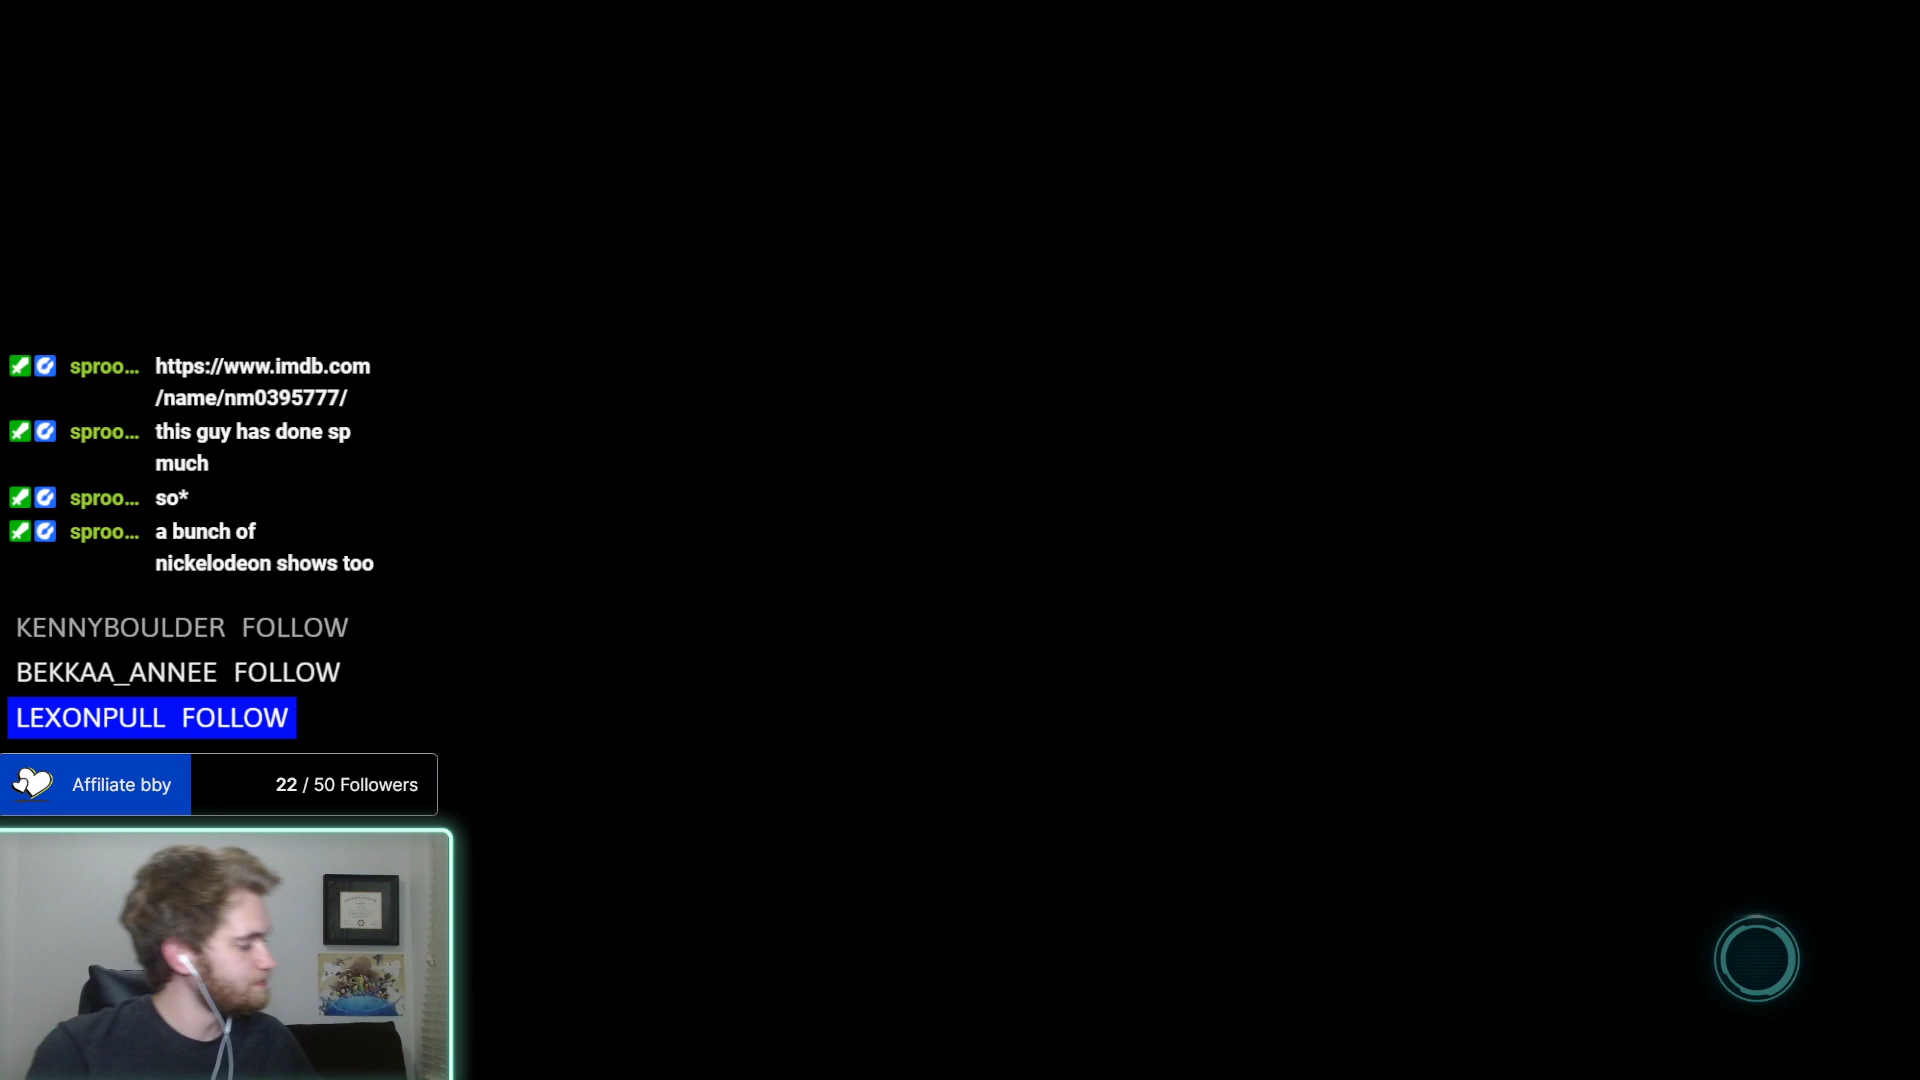 sproo... https://www.imdb.com
/name/nm0395777/
sproo... this guy has done sp
much
sproo... so*
sproo... a bunch of
nickelodeon shows too
KENNYBOULDER FOLLOW
BEKKAA_ANNEE FOLLOW
LEXONPULL FOLLOW
Affiliate bby 22 / 50 Followers